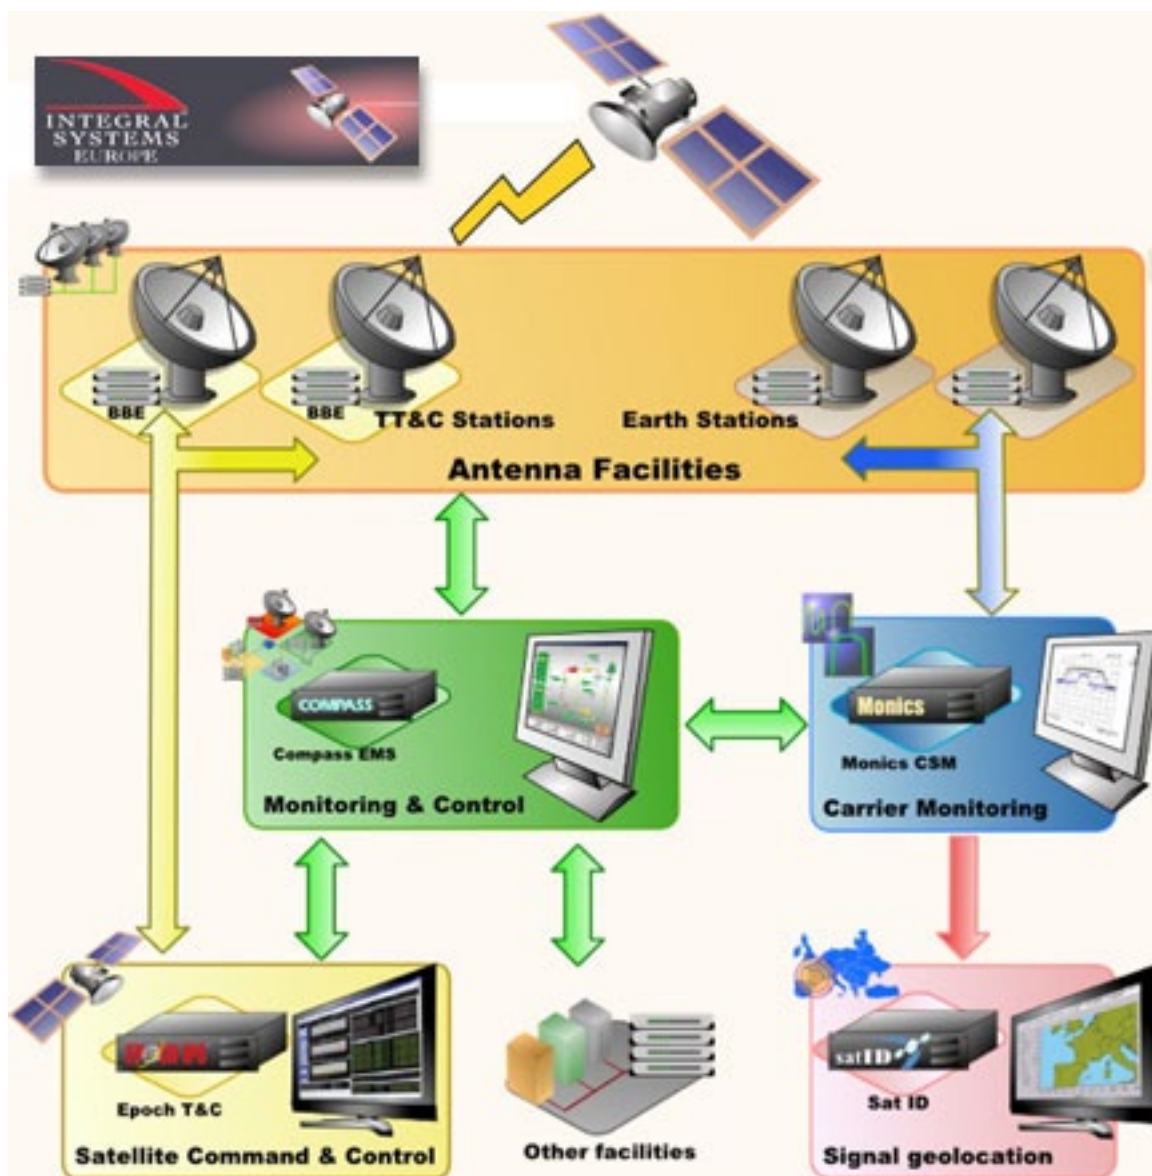 INTEGRAL
SYSTEMS
EUROPE
BBE
BBE
TT&C Stations
Earth Stations
Antenna Facilities
COMPASS
Compass EMS
Monitoring & Control
Monics
Monics CSM
Carrier Monitoring
Epoch T&C
Satellite Command & Control
Other facilities
satID
Sat ID
Signal geolocation